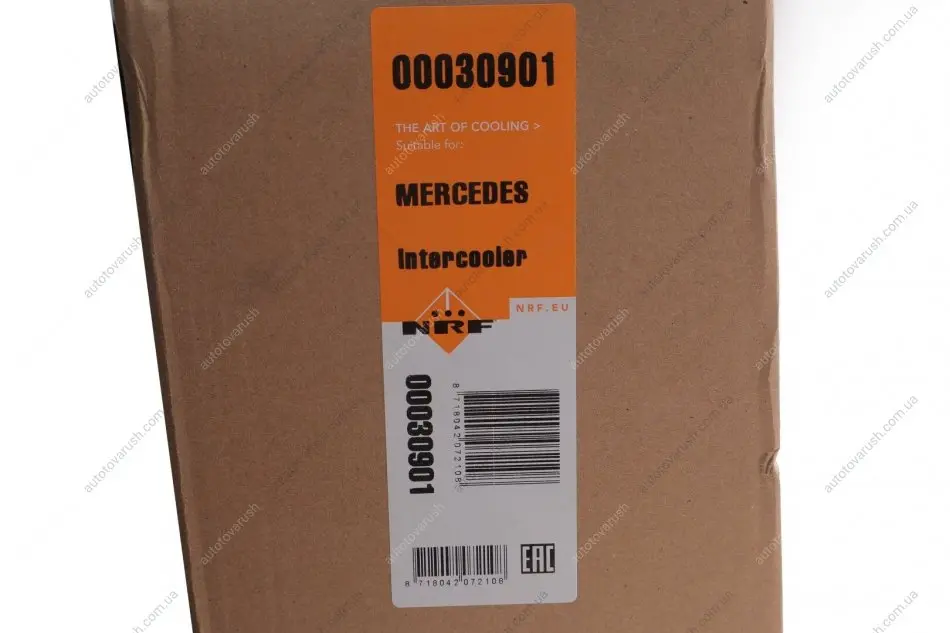 00030901
THE ART OF COOLING >
Suitable for:
MERCEDES
Intercooler
NRF.EU
NRF
00030901
8 718042 072108
8 718042 072108
EAC
autotovarush.com.ua